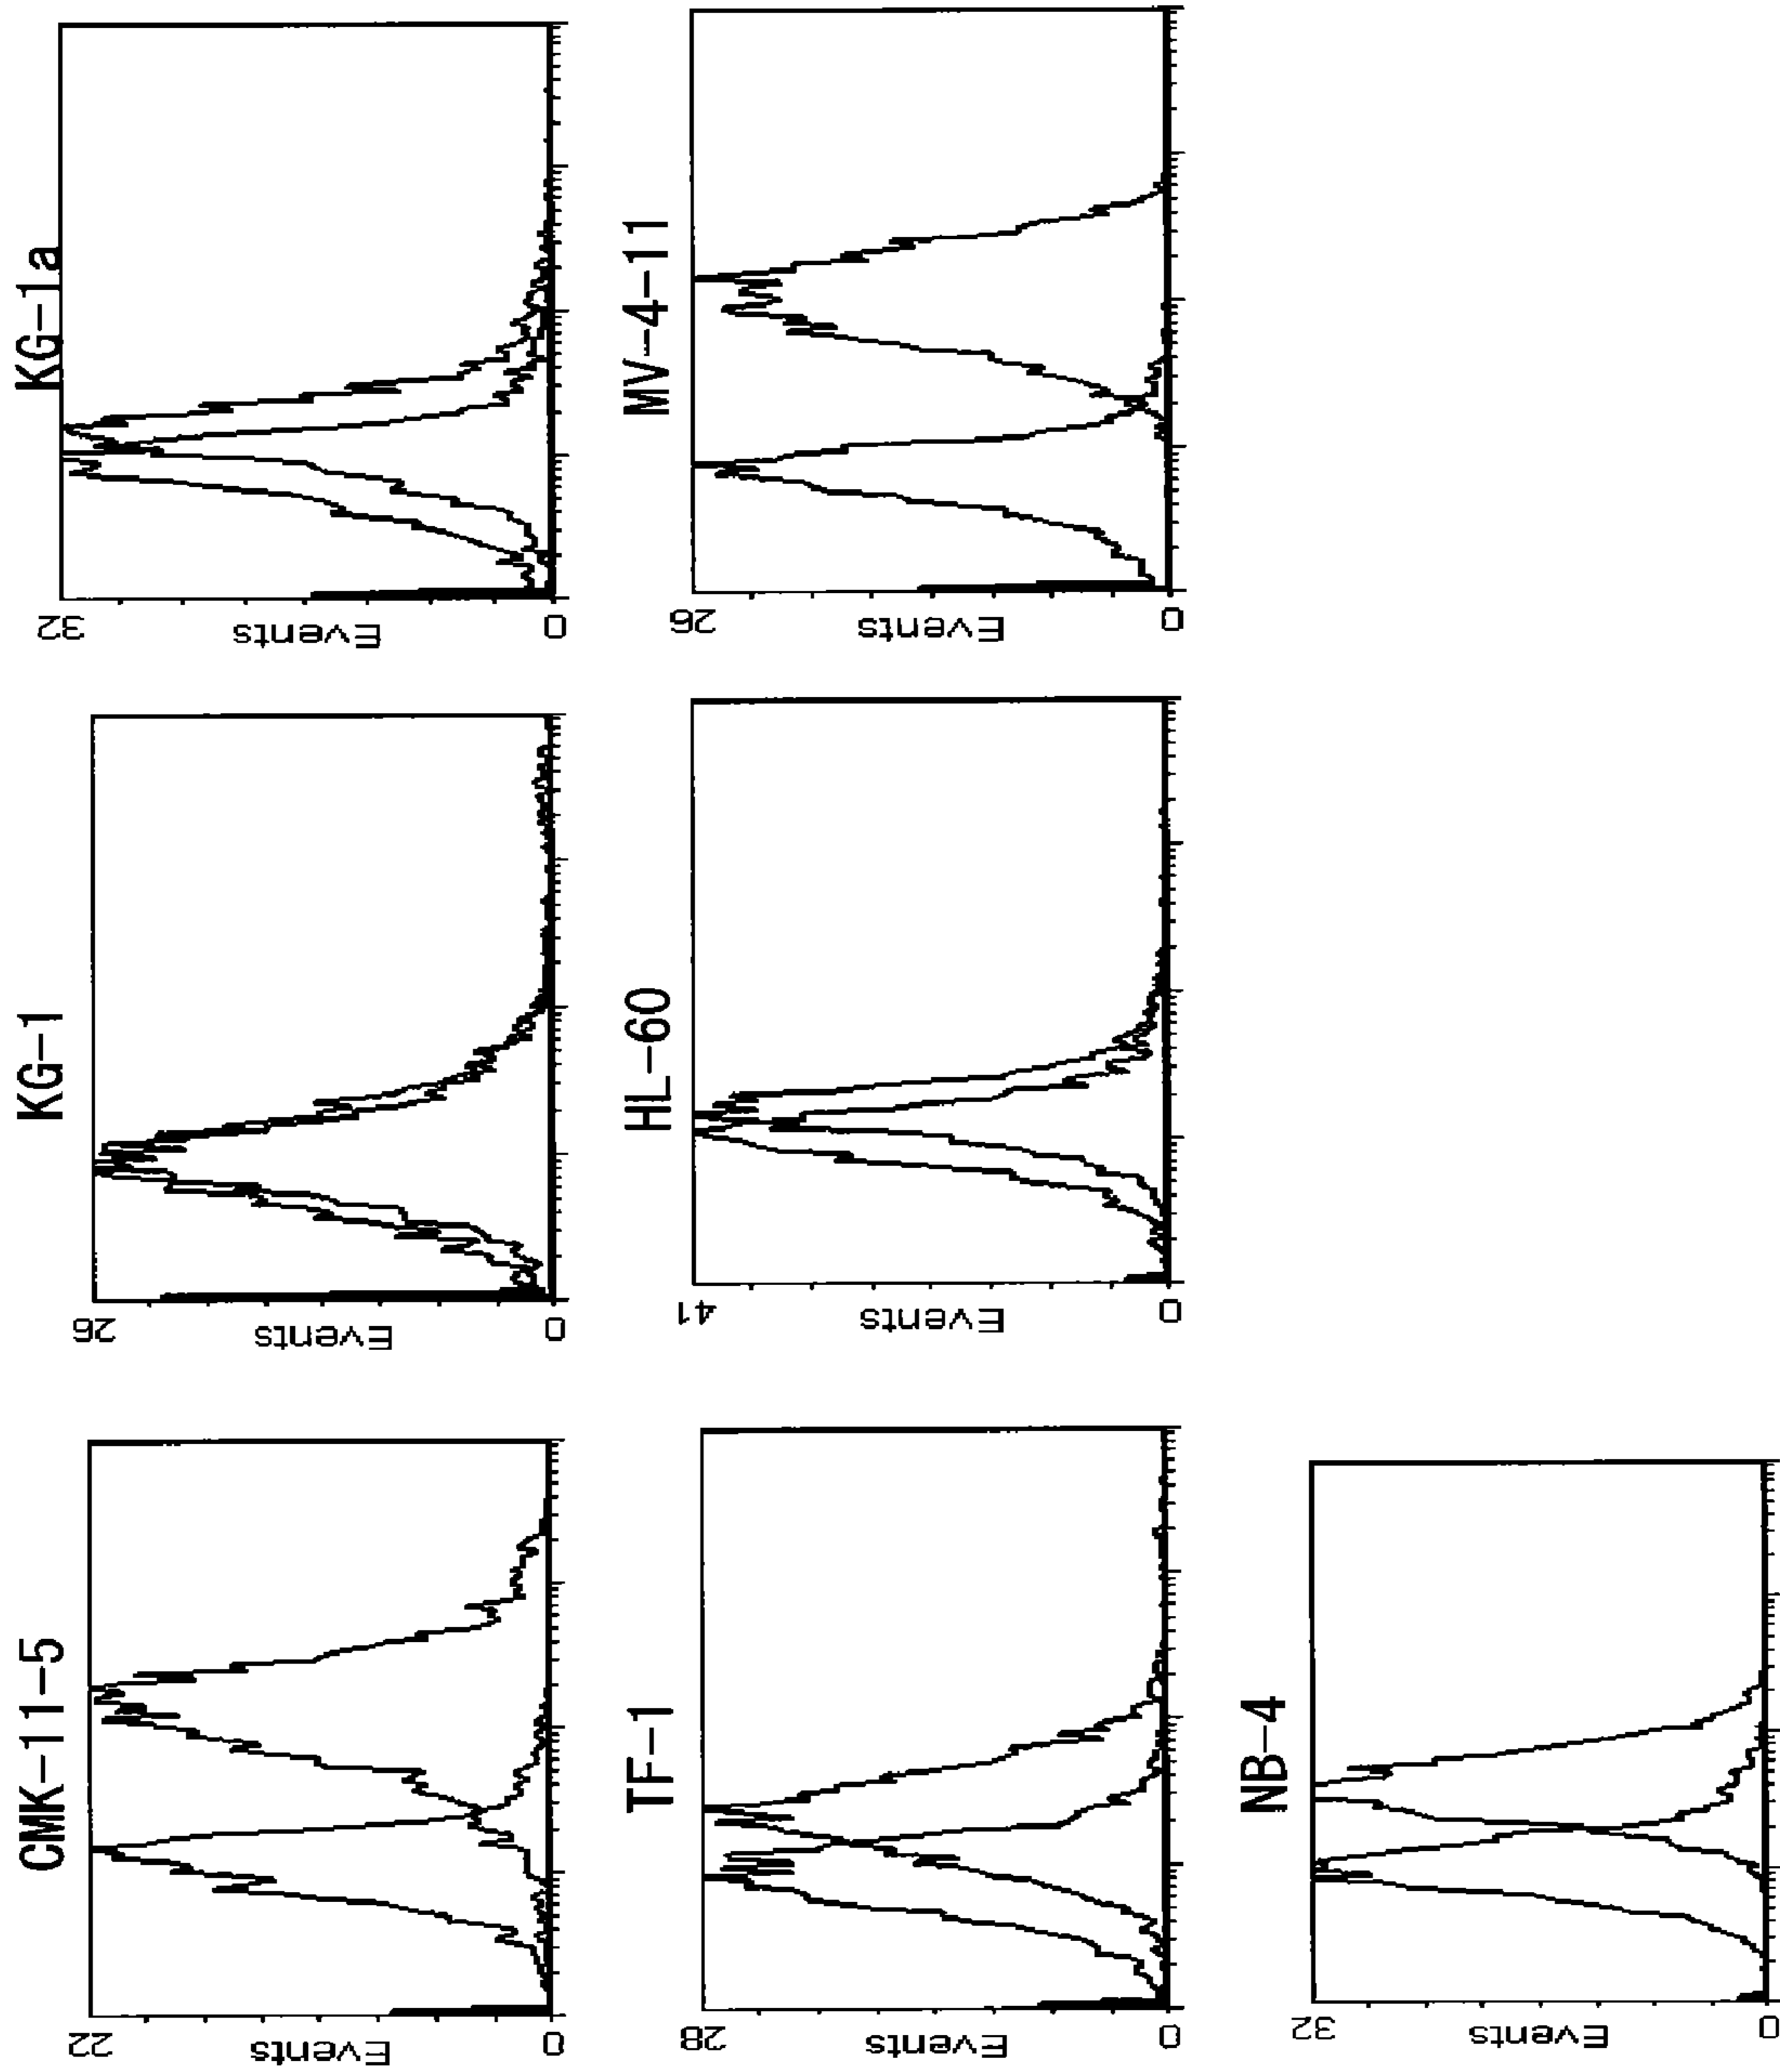 CMK-11-5
22
Events
0
KG-1
26
Events
0
KG-1a
32
Events
0
TF-1
28
Events
0
HL-60
41
Events
0
MV-4-11
26
Events
0
NB-4
32
Events
0